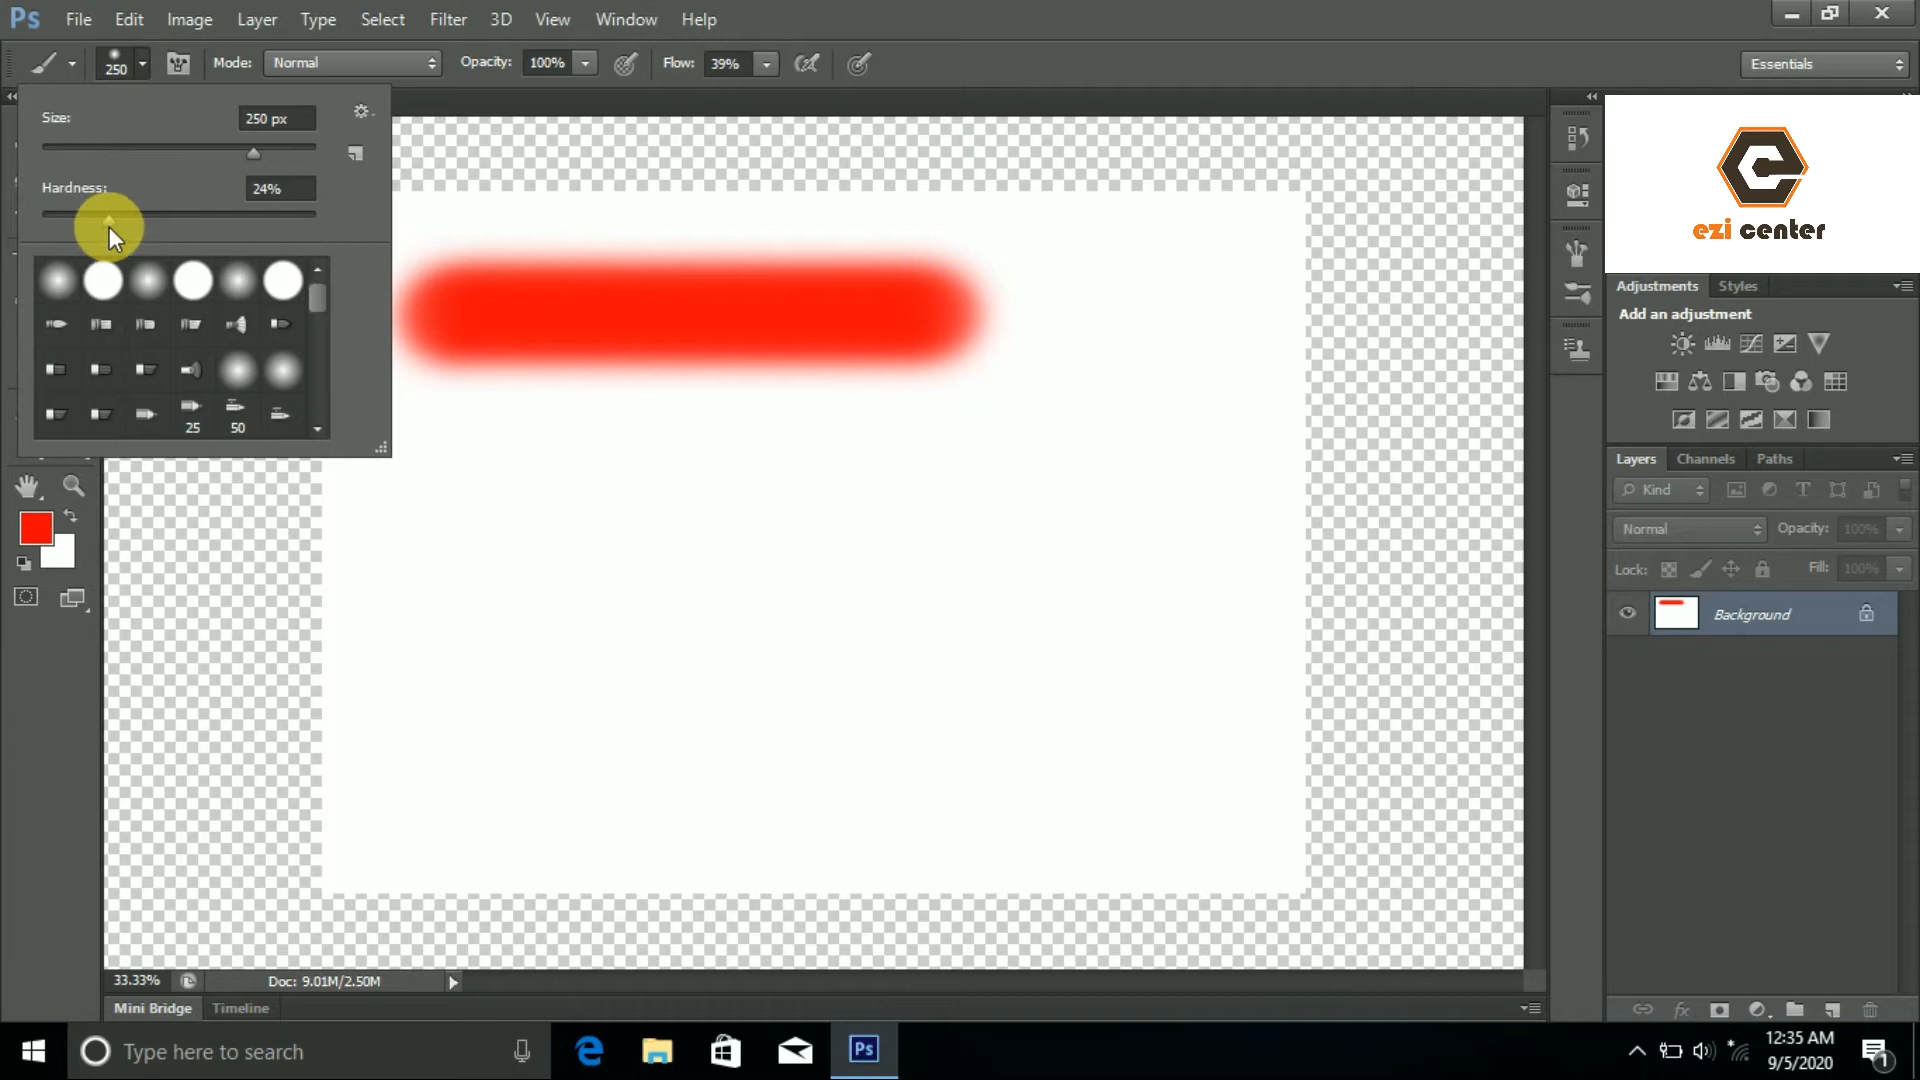 Ps File Edit Image Layer Type Select Filter 3D View Window Help
250 Mode: Normal Opacity: 100% Flow: 39% Essentials
Size: 250 px
Hardness: 24%
25 50
ezi center
Adjustments Styles
Add an adjustment
Layers Channels Paths
Kind
Normal Opacity: 100%
Lock: Fill: 100%
Background
33.33% Doc: 9.01M/2.50M
Mini Bridge Timeline
Type here to search
Ps
12:35 AM
9/5/2020
1